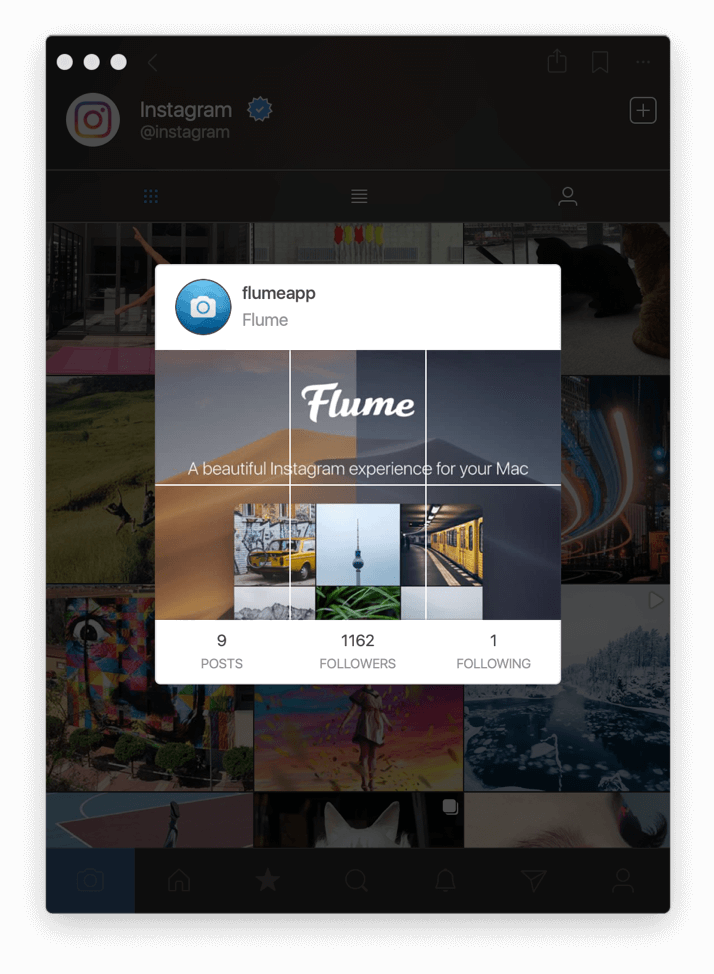 Instagram
@instagram
flumeapp
Flume
Flume
A beautiful Instagram experience for your Mac
9 1162 1
POSTS FOLLOWERS FOLLOWING